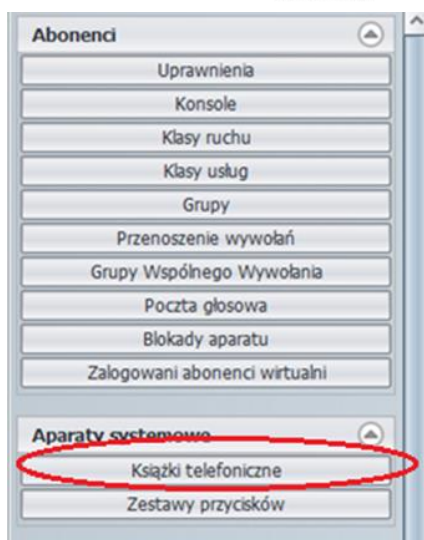 Abonenci
Uprawnienia
Konsole
Klasy ruchu
Klasy usług
Grupy
Przenoszenie wywołań
Grupy Wspólnego Wywołania
Poczta głosowa
Blokady aparatu
Zalogowani abonenci wirtualni
Aparaty systemowe
Książki telefoniczne
Zestawy przycisków